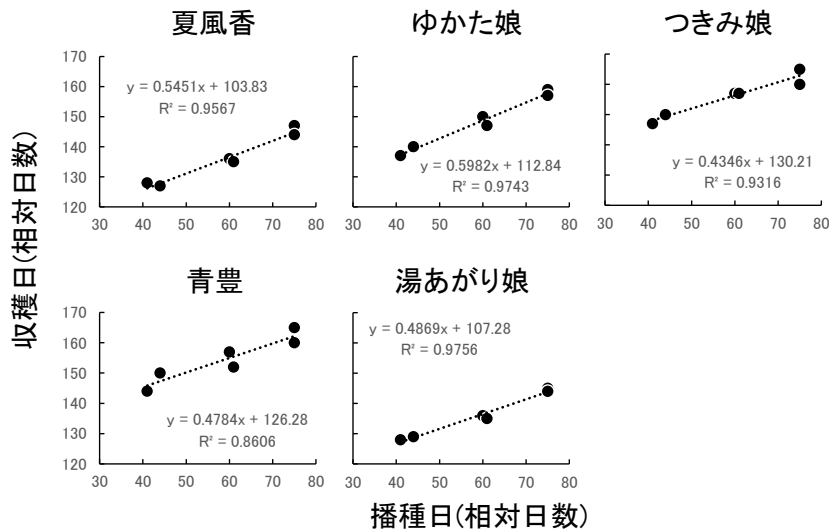 夏風香
ゆかた娘
つきみ娘
170
160
150
140
130
120
y = 0.5451x + 103.83
R² = 0.9567
30 40 50 60 70 80
y = 0.5982x + 112.84
R² = 0.9743
30 40 50 60 70 80
y = 0.4346x + 130.21
R² = 0.9316
30 40 50 60 70 80
収穫日(相対日数)
青豊
湯あがり娘
170
160
150
140
130
120
y = 0.4784x + 126.28
R² = 0.8606
30 40 50 60 70 80
y = 0.4869x + 107.28
R² = 0.9756
30 40 50 60 70 80
播種日(相対日数)